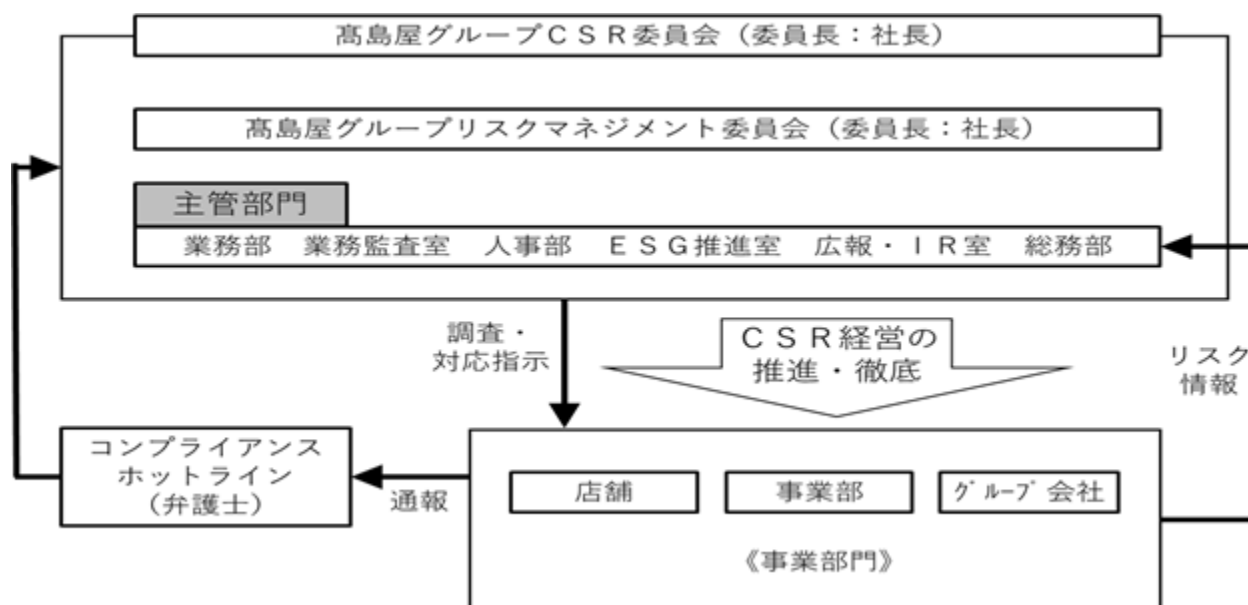 髙島屋グループＣＳＲ委員会（委員長：社長）
髙島屋グループリスクマネジメント委員会（委員長：社長）
主管部門
業務部　業務監査室　人事部　ＥＳＧ推進室　広報・ＩＲ室　総務部
調査・
対応指示
ＣＳＲ経営の
推進・徹底
リスク
情報
コンプライアンス
ホットライン
（弁護士）
通報
店舗
事業部
ｸﾞﾙｰﾌﾟ会社
《事業部門》